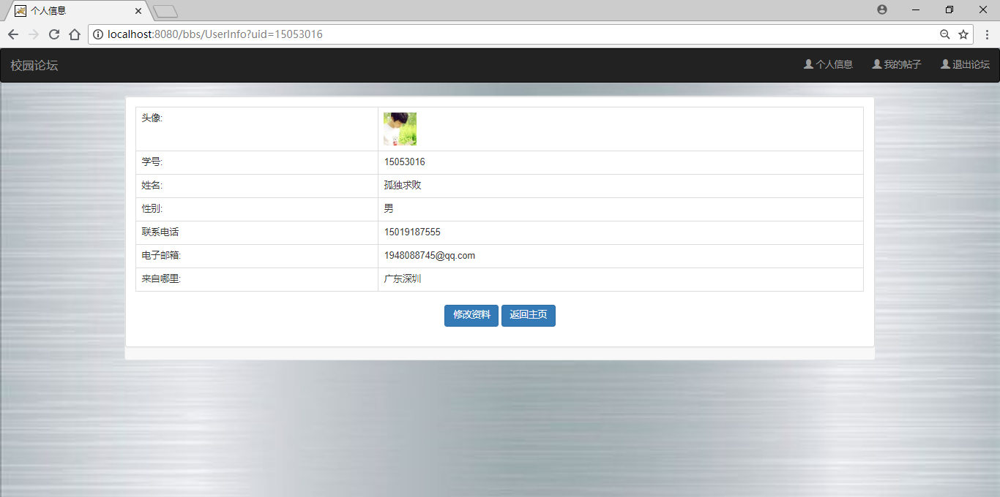 个人信息
localhost:8080/bbs/UserInfo?uid=15053016
校园论坛 个人信息 我的帖子 退出论坛
头像:
学号: 15053016
姓名: 孤独求败
性别: 男
联系电话 15019187555
电子邮箱: 1948088745@qq.com
来自哪里: 广东深圳
修改资料 返回主页